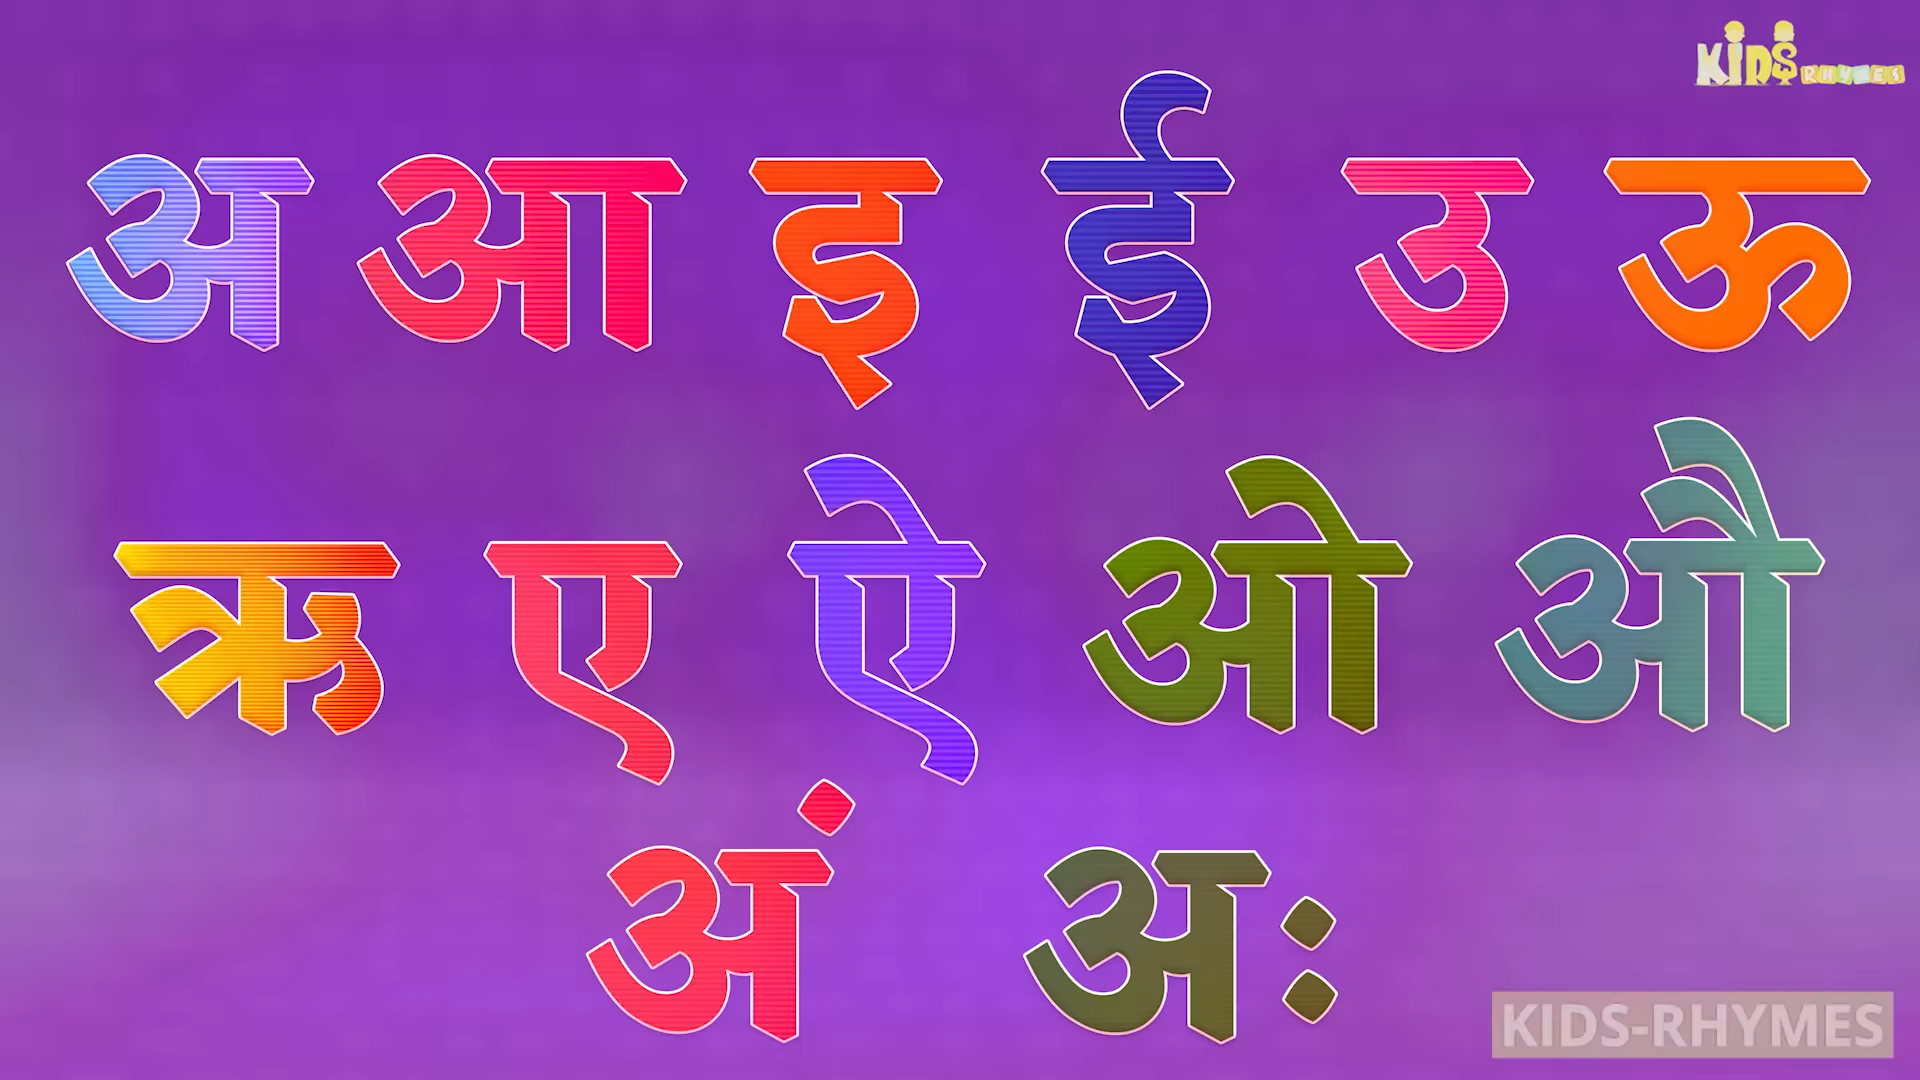 KIDS RHYMES
अ आ इ ई उ ऊ
ऋ ए ऐ ओ औ
अं अः
KIDS-RHYMES